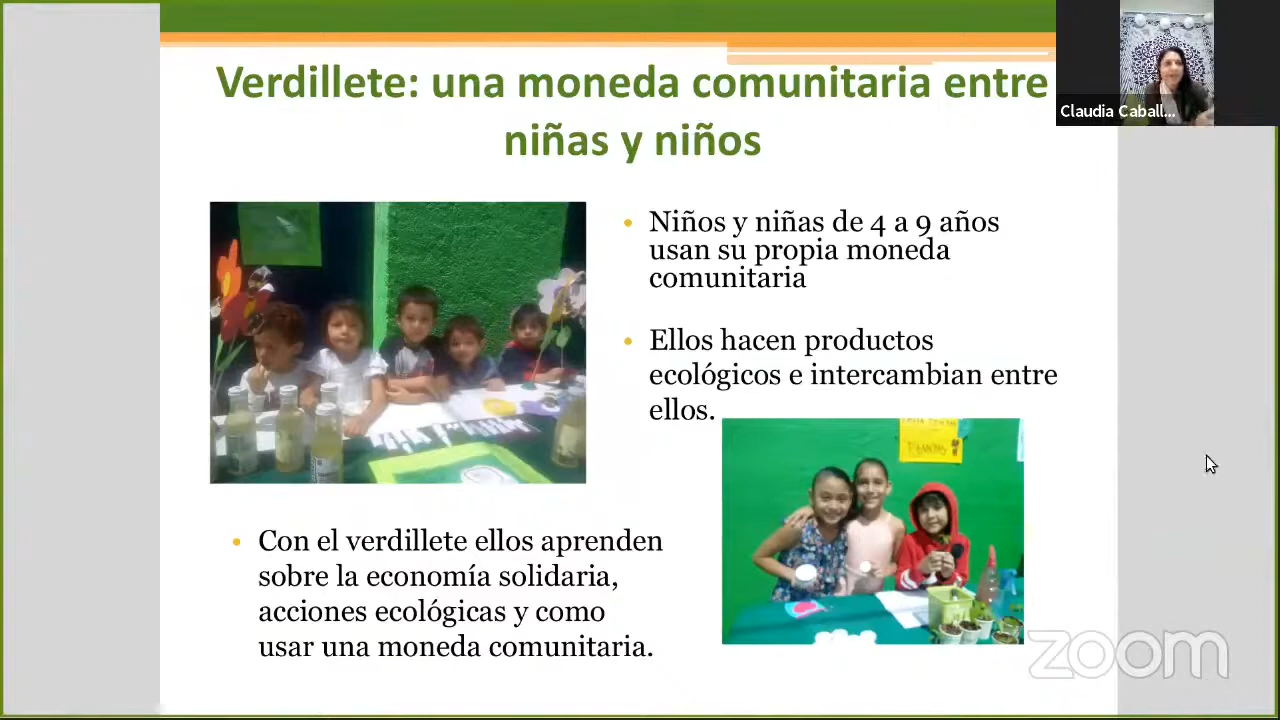 Verdillete: una moneda comunitaria entre
niñas y niños
Claudia Caball...
• Niños y niñas de 4 a 9 años
usan su propia moneda
comunitaria
• Ellos hacen productos
ecológicos e intercambian entre
ellos.
• Con el verdillete ellos aprenden
sobre la economía solidaria,
acciones ecológicas y como
usar una moneda comunitaria.
zoom